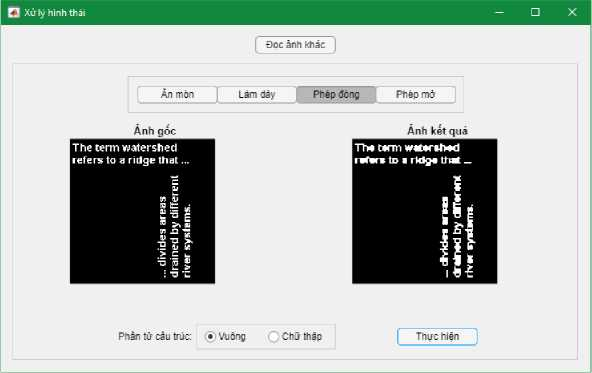 Xử lý hình thái
Đọc ảnh khác
Ăn mòn
Làm dày
Phép đóng
Phép mở
Ảnh gốc
Ảnh kết quả
The term watershed
refers to a ridge that ...
... divides areas
drained by different
river systems.
The term watershed
refers to a ridge that ...
... divides areas
drained by different
river systems.
Phần tử cấu trúc:
Vuông
Chữ thập
Thực hiện